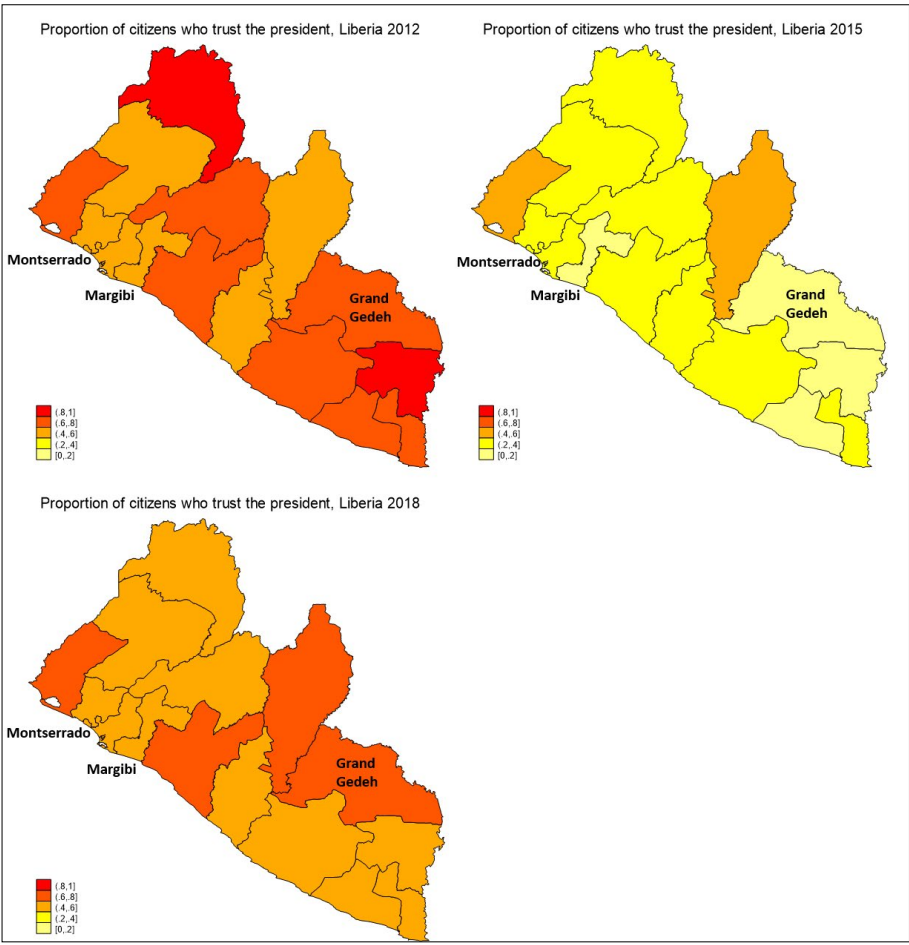 Proportion of citizens who trust the president, Liberia 2012
Montserrado
Margibi
Grand
Gedeh
(.8,1]
(.6,.8]
(.4,.6]
(.2,.4]
[0,.2]
Proportion of citizens who trust the president, Liberia 2015
Montserrado
Margibi
Grand
Gedeh
(.8,1]
(.6,.8]
(.4,.6]
(.2,.4]
[0,.2]
Proportion of citizens who trust the president, Liberia 2018
Montserrado
Margibi
Grand
Gedeh
(.8,1]
(.6,.8]
(.4,.6]
(.2,.4]
[0,.2]